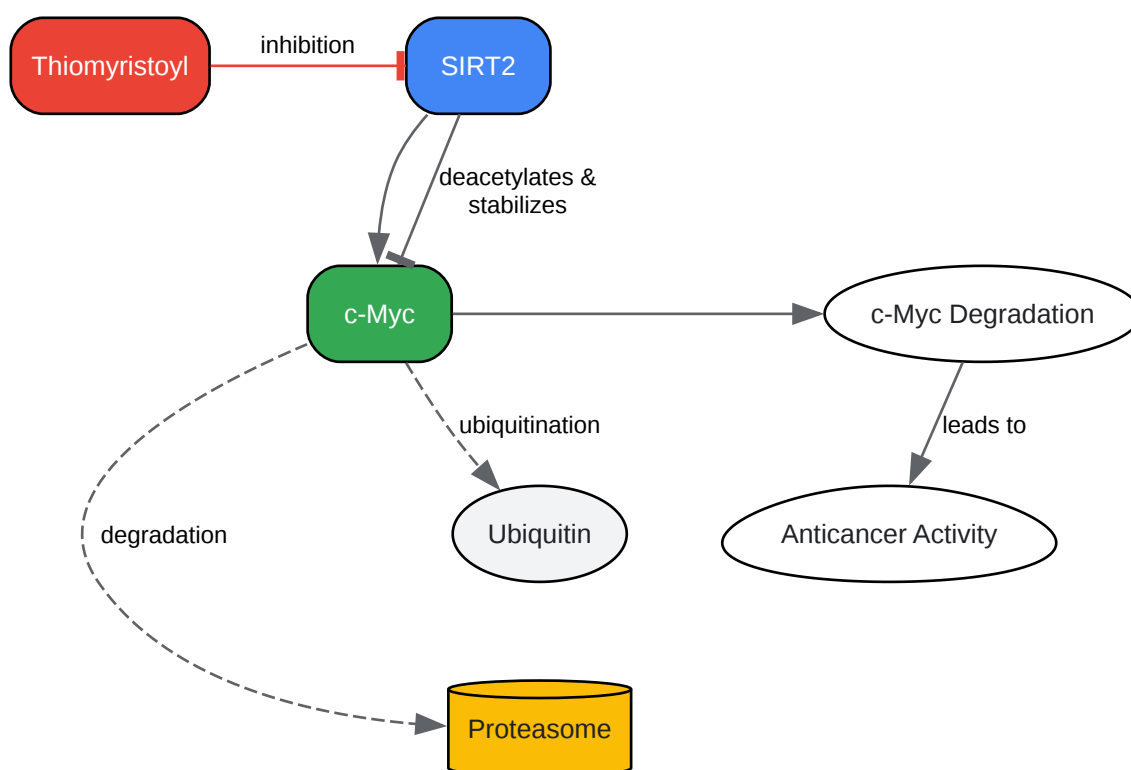 Thiomyristoyl
inhibition
SIRT2
deacetylates &
stabilizes
c-Myc
c-Myc Degradation
ubiquitination
leads to
degradation
Ubiquitin
Anticancer Activity
Proteasome